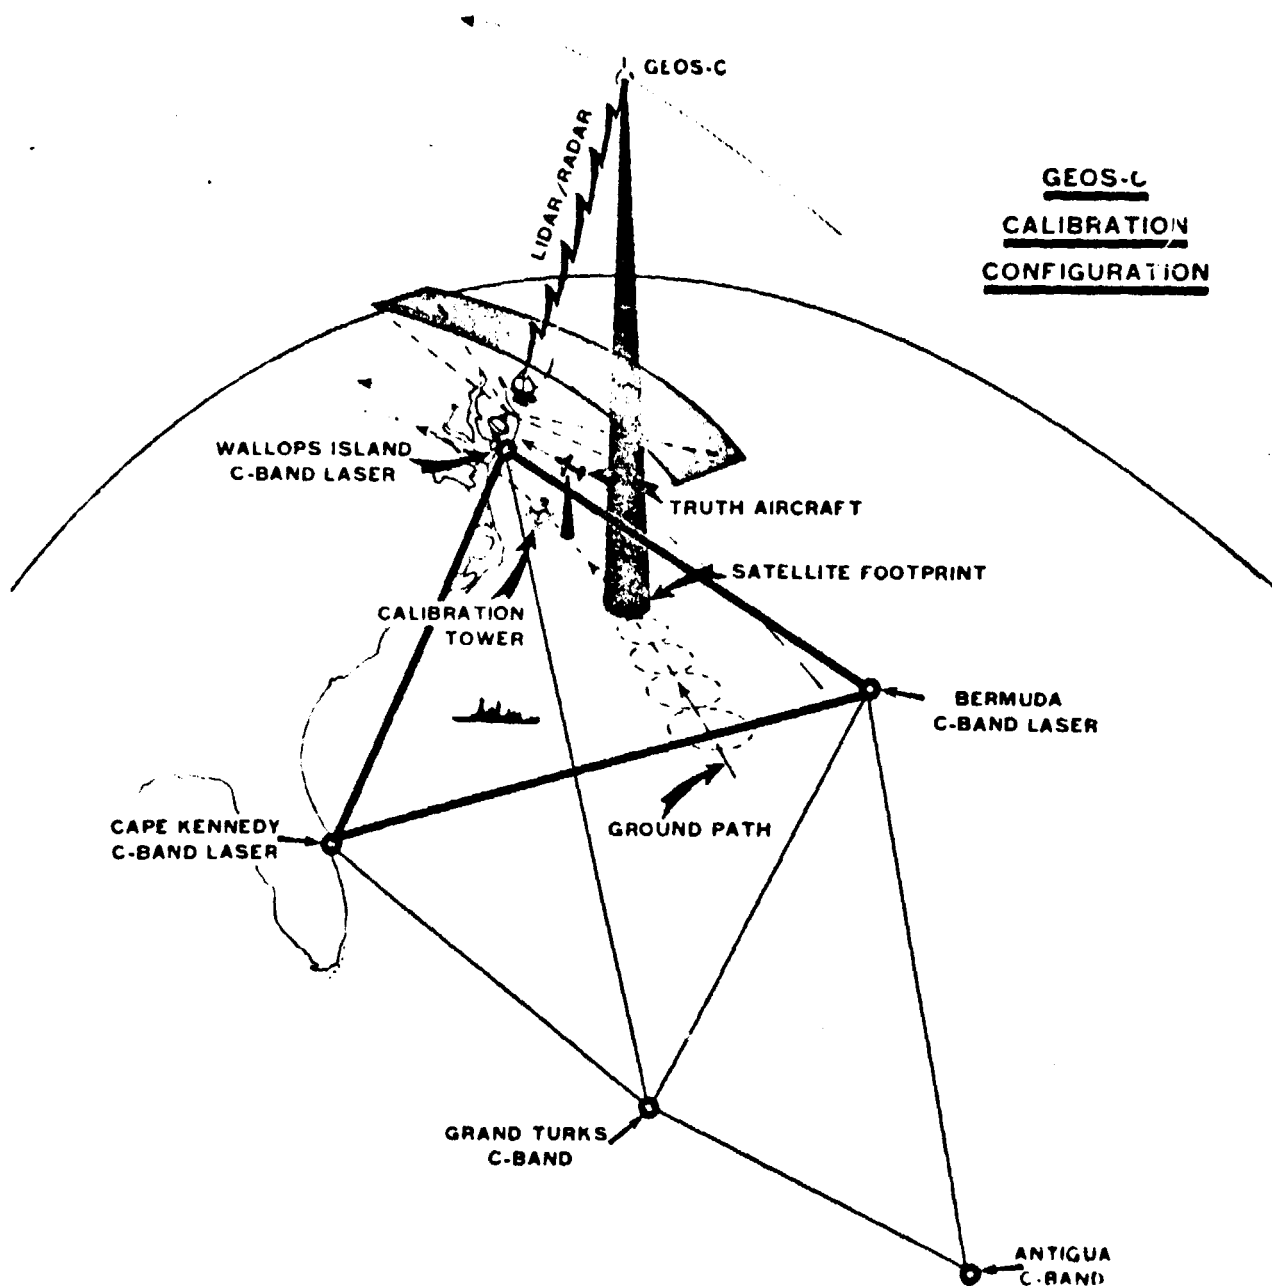 GEOS-C
LIDAR/RADAR
GEOS-C
CALIBRATION
CONFIGURATION
WALLOPS ISLAND
C-BAND LASER
TRUTH AIRCRAFT
SATELLITE FOOTPRINT
CALIBRATION
TOWER
BERMUDA
C-BAND LASER
CAPE KENNEDY
C-BAND LASER
GROUND PATH
GRAND TURKS
C-BAND
ANTIGUA
C-BAND